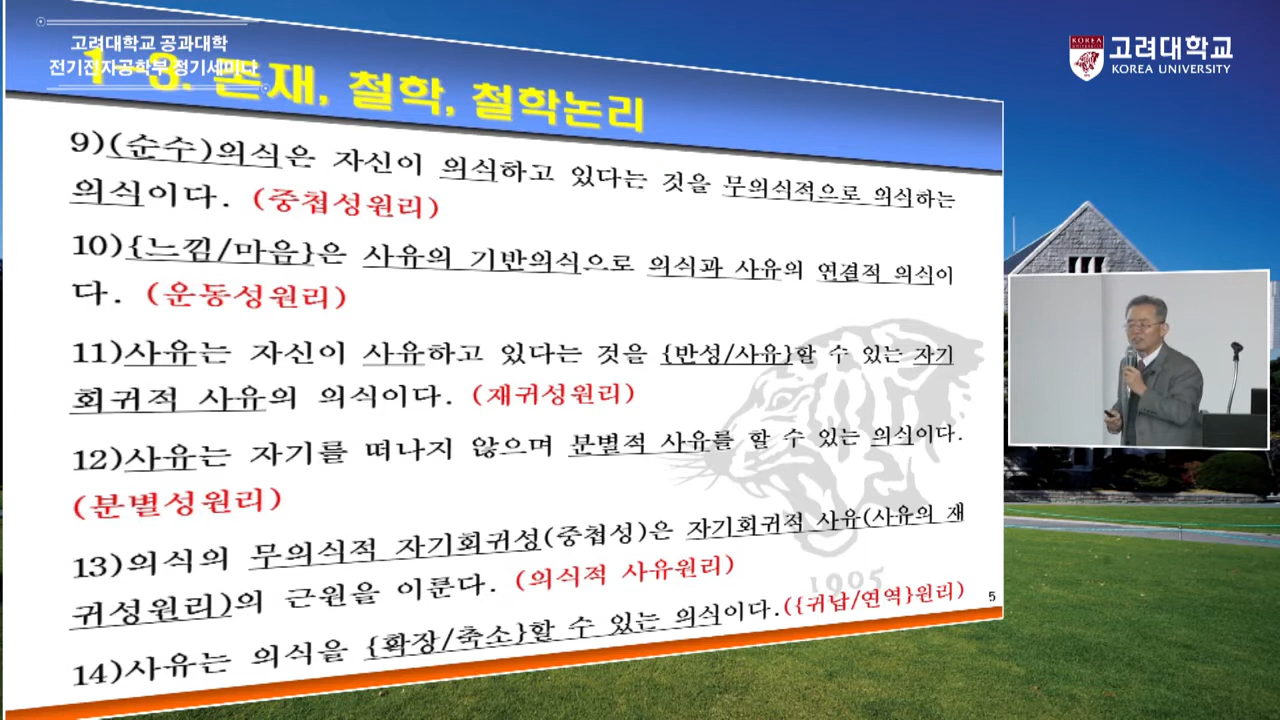 고려대학교 공과대학
전기전자공학부 정기세미나
1-3. 존재, 철학, 철학논리
KOREA
고려대학교
KOREA UNIVERSITY
9)(순수)의식은 자신이 의식하고 있다는 것을 무의식적으로 의식하는
의식이다. (중첩성원리)
10){느낌/마음}은 사유의 기반의식으로 의식과 사유의 연결적 의식이
다. (운동성원리)
11)사유는 자신이 사유하고 있다는 것을 {반성/사유}할 수 있는 자기
회귀적 사유의 의식이다. (재귀성원리)
12)사유는 자기를 떠나지 않으며 분별적 사유를 할 수 있는 의식이다.
(분별성원리)
13)의식의 무의식적 자기회귀성(중첩성)은 자기회귀적 사유(사유의 재
귀성원리)의 근원을 이룬다. (의식적 사유원리)
14)사유는 의식을 {확장/축소}할 수 있는 의식이다.({귀납/연역}원리)
1905
5